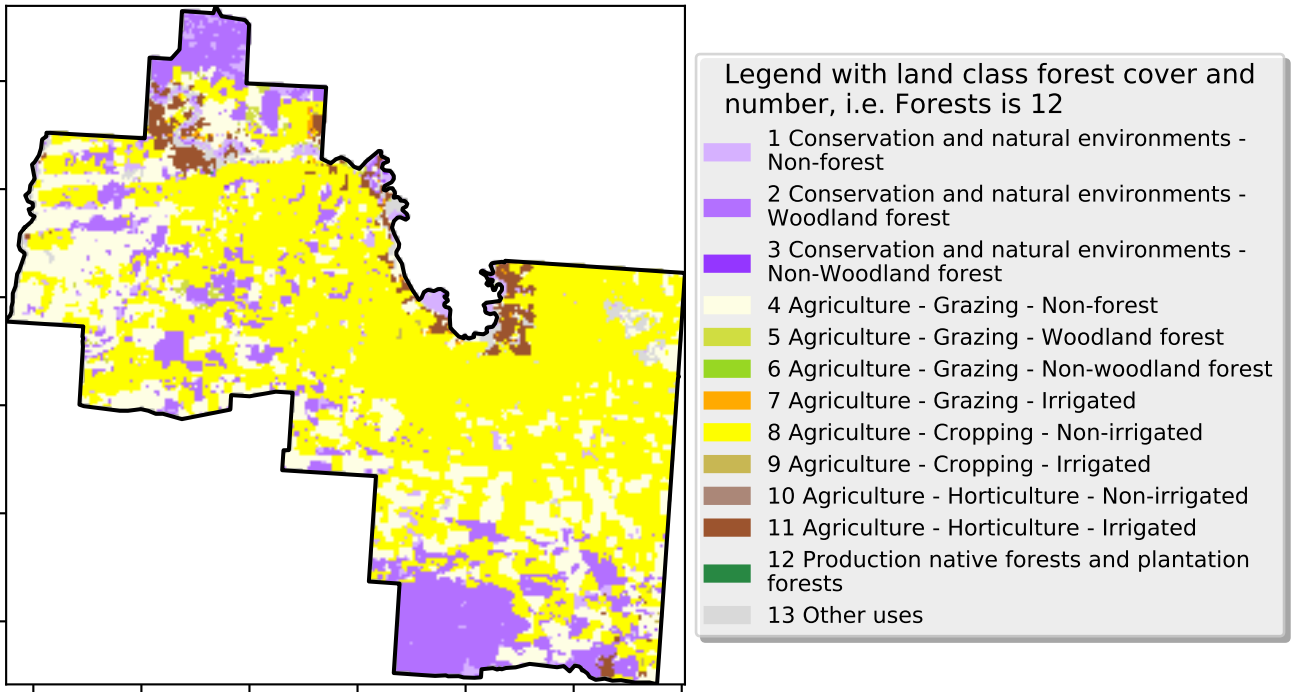 Legend with land class forest cover and
number, i.e. Forests is 12
1 Conservation and natural environments -
Non-forest
2 Conservation and natural environments -
Woodland forest
3 Conservation and natural environments -
Non-Woodland forest
4 Agriculture - Grazing - Non-forest
5 Agriculture - Grazing - Woodland forest
6 Agriculture - Grazing - Non-woodland forest
7 Agriculture - Grazing - Irrigated
8 Agriculture - Cropping - Non-irrigated
9 Agriculture - Cropping - Irrigated
10 Agriculture - Horticulture - Non-irrigated
11 Agriculture - Horticulture - Irrigated
12 Production native forests and plantation
forests
13 Other uses